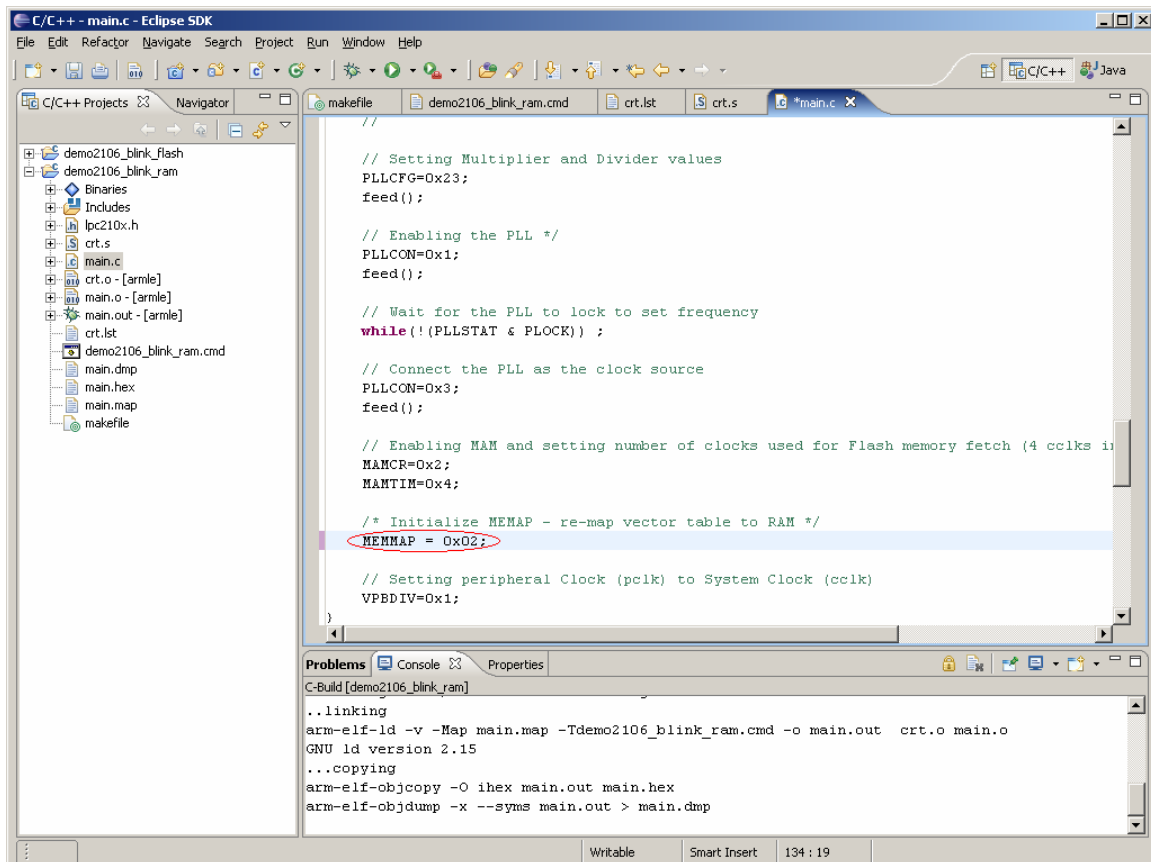 C/C++ - main.c - Eclipse SDK
File Edit Refactor Navigate Search Project Run Window Help
C/C++ Java
C/C++ Projects Navigator
makefile demo2106_blink_ram.cmd crt.lst crt.s *main.c
demo2106_blink_flash
demo2106_blink_ram
Binaries
Includes
lpc210x.h
crt.s
main.c
crt.o - [armle]
main.o - [armle]
main.out - [armle]
crt.lst
demo2106_blink_ram.cmd
main.dmp
main.hex
main.map
makefile
//
// Setting Multiplier and Divider values
PLLCFG=0x23;
feed();
// Enabling the PLL */
PLLCON=0x1;
feed();
// Wait for the PLL to lock to set frequency
while(!(PLLSTAT & PLOCK)) ;
// Connect the PLL as the clock source
PLLCON=0x3;
feed();
// Enabling MAM and setting number of clocks used for Flash memory fetch (4 cclks
MAMCR=0x2;
MAMTIM=0x4;
/* Initialize MEMAP - re-map vector table to RAM */
MEMMAP = 0x02;
// Setting peripheral Clock (pclk) to System Clock (cclk)
VPBDIV=0x1;
}
Problems Console Properties
C-Build [demo2106_blink_ram]
..linking
arm-elf-ld -v -Map main.map -Tdemo2106_blink_ram.cmd -o main.out crt.o main.o
GNU ld version 2.15
...copying
arm-elf-objcopy -O ihex main.out main.hex
arm-elf-objdump -x --syms main.out > main.dmp
Writable Smart Insert 134 : 19